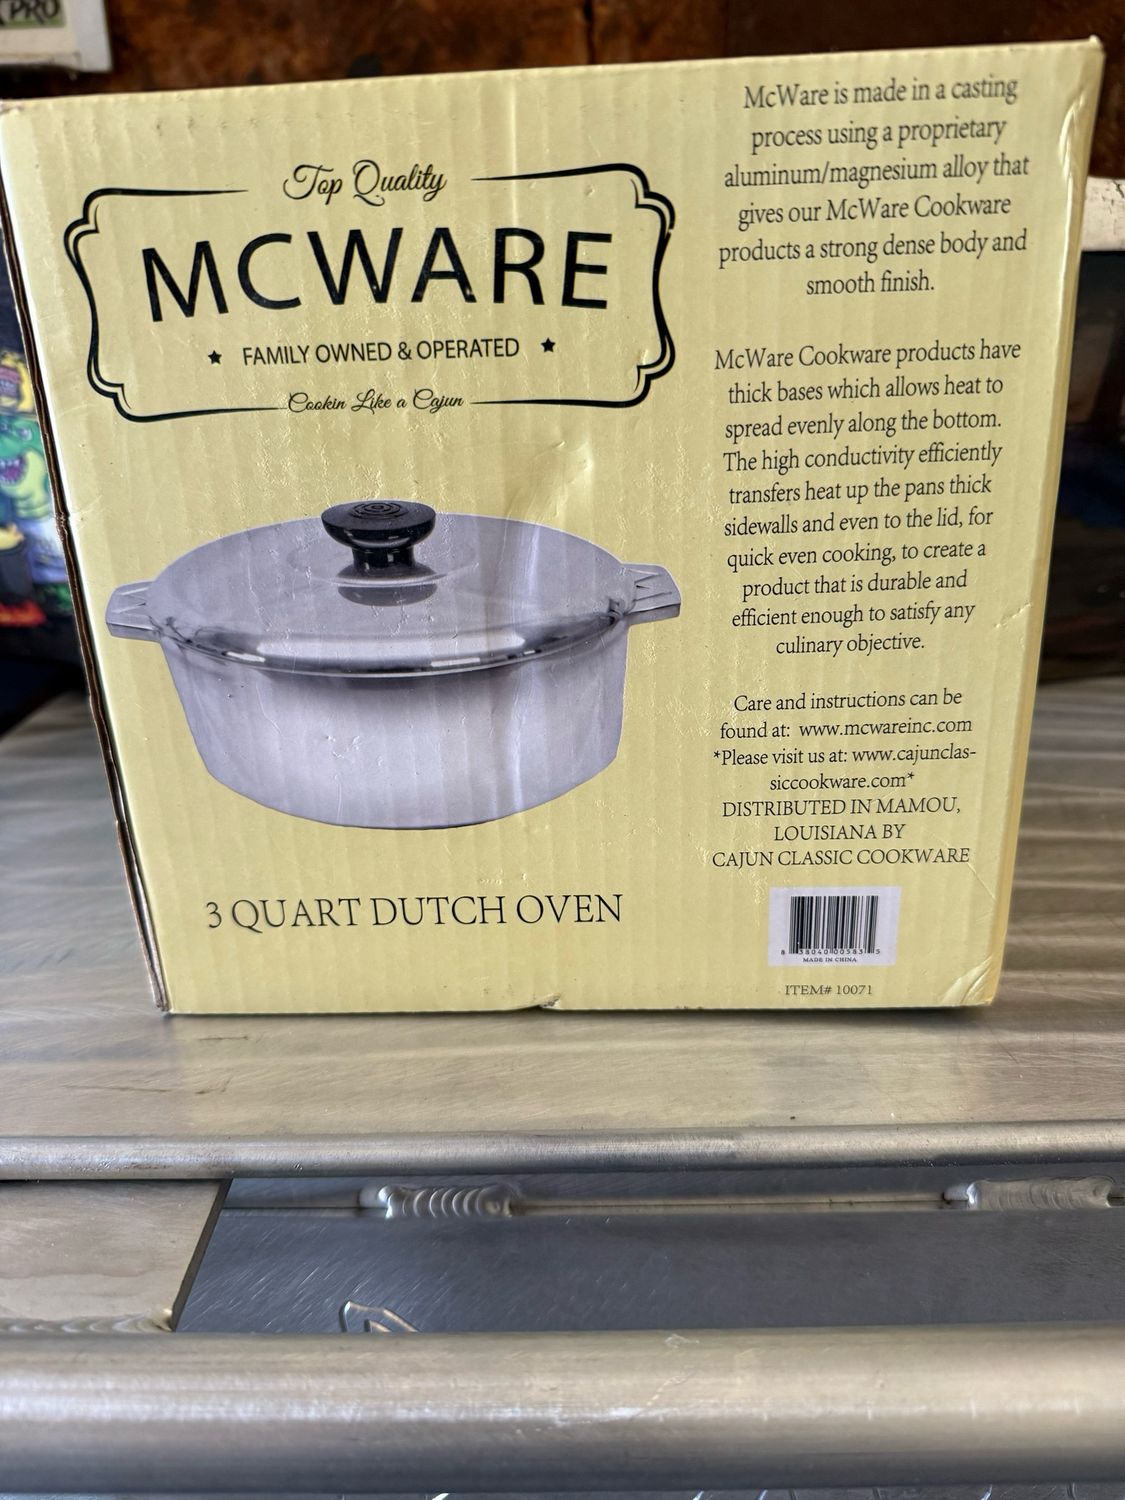 PRO
Top Quality
MCWARE
★ FAMILY OWNED & OPERATED ★
Cookin Like a Cajun
3 QUART DUTCH OVEN
McWare is made in a casting
process using a proprietary
aluminum/magnesium alloy that
gives our McWare Cookware
products a strong dense body and
smooth finish.
McWare Cookware products have
thick bases which allows heat to
spread evenly along the bottom.
The high conductivity efficiently
transfers heat up the pans thick
sidewalls and even to the lid, for
quick even cooking, to create a
product that is durable and
efficient enough to satisfy any
culinary objective.
Care and instructions can be
found at: www.mcwareinc.com
*Please visit us at: www.cajunclas-
siccookware.com*
DISTRIBUTED IN MAMOU,
LOUISIANA BY
CAJUN CLASSIC COOKWARE
8 38040 00583 5
MADE IN CHINA
ITEM# 10071